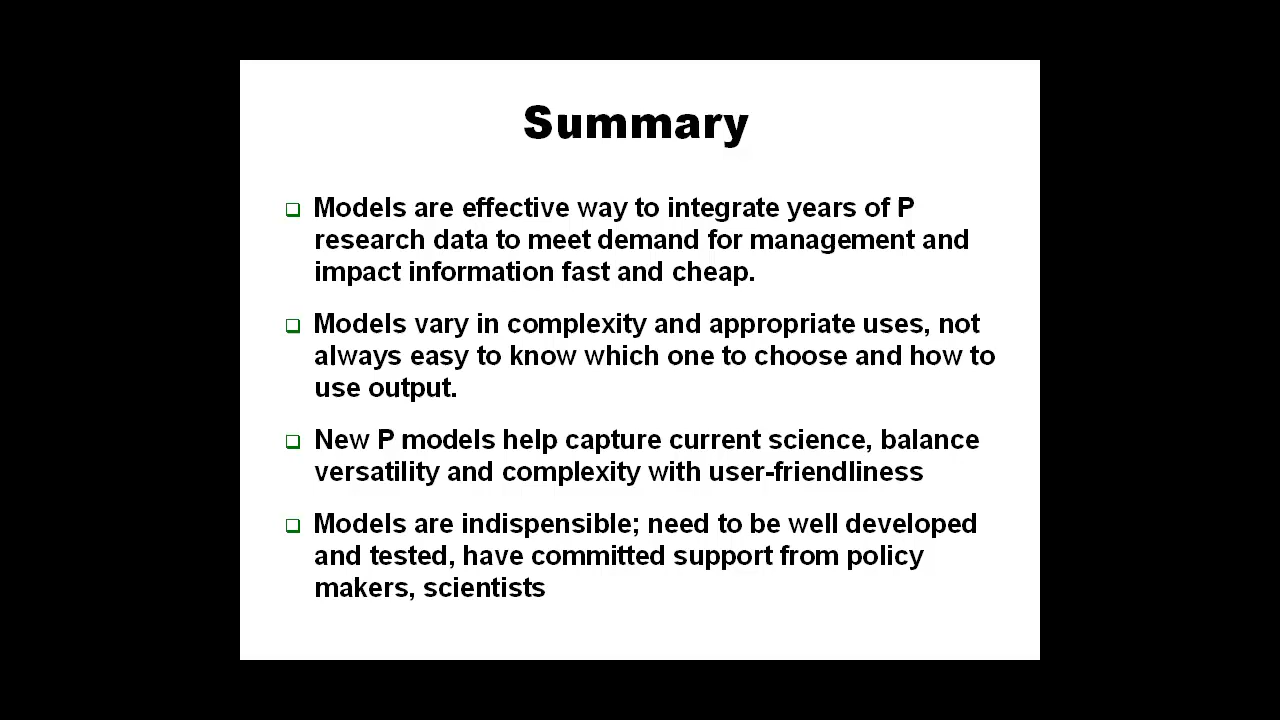 Summary
Models are effective way to integrate years of P
research data to meet demand for management and
impact information fast and cheap.
Models vary in complexity and appropriate uses, not
always easy to know which one to choose and how to
use output.
New P models help capture current science, balance
versatility and complexity with user-friendliness
Models are indispensible; need to be well developed
and tested, have committed support from policy
makers, scientists